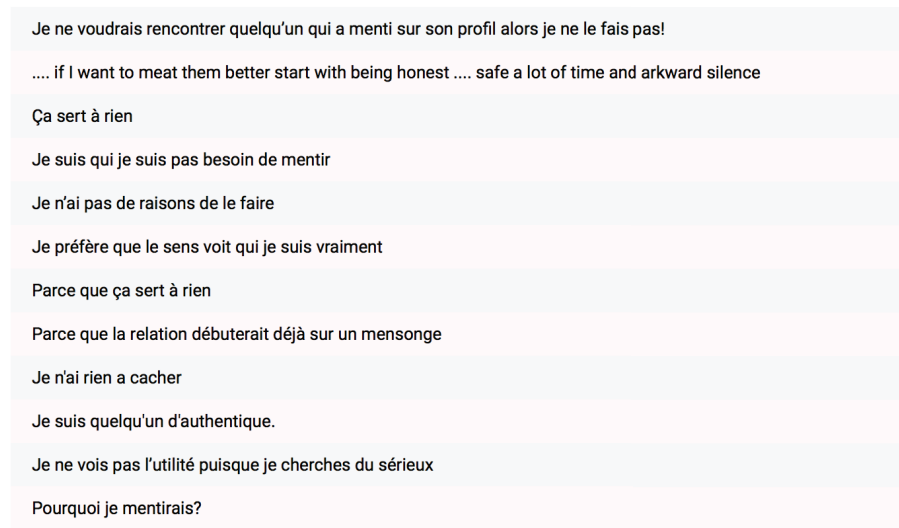 Je ne voudrais rencontrer quelqu’un qui a menti sur son profil alors je ne le fais pas!
.... if I want to meat them better start with being honest .... safe a lot of time and arkward silence
Ça sert à rien
Je suis qui je suis pas besoin de mentir
Je n’ai pas de raisons de le faire
Je préfère que le sens voit qui je suis vraiment
Parce que ça sert à rien
Parce que la relation débuterait déjà sur un mensonge
Je n'ai rien a cacher
Je suis quelqu'un d'authentique.
Je ne vois pas l’utilité puisque je cherches du sérieux
Pourquoi je mentirais?